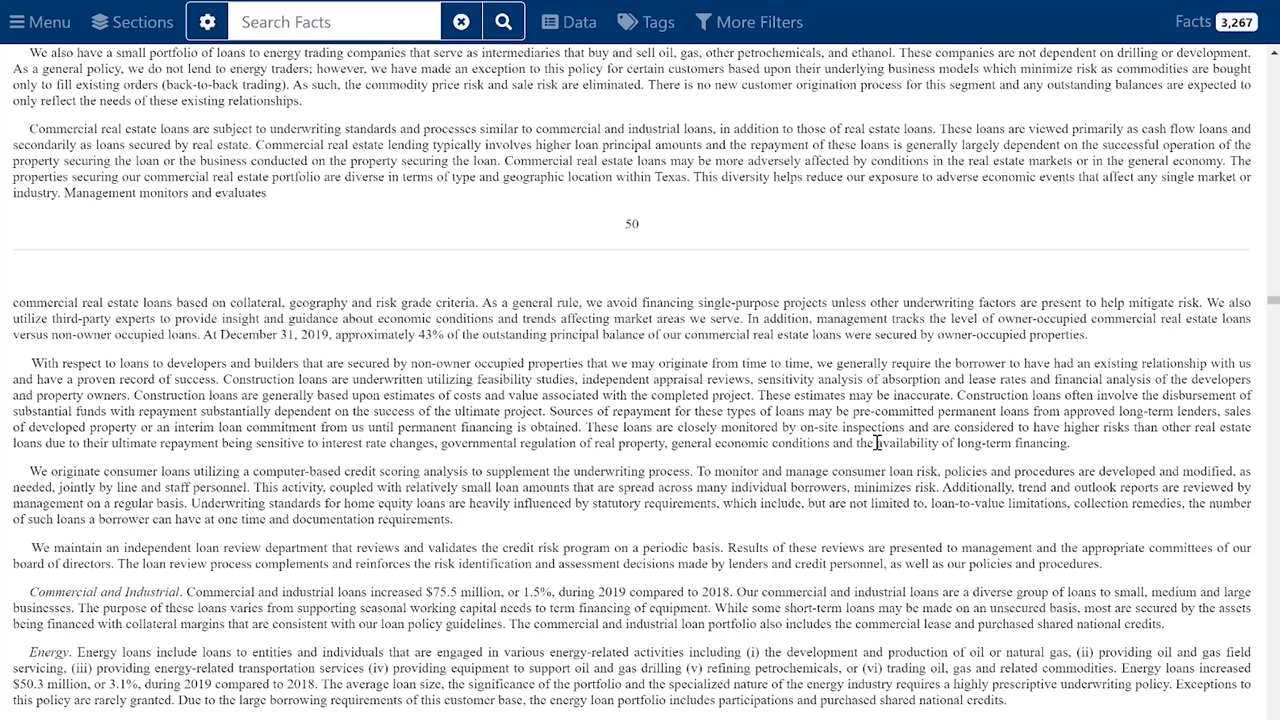 Menu Sections Search Facts Data Tags More Filters Facts 3,267
We also have a small portfolio of loans to energy trading companies that serve as intermediaries that buy and sell oil, gas, other petrochemicals, and ethanol. These companies are not dependent on drilling or development.
As a general policy, we do not lend to energy traders; however, we have made an exception to this policy for certain customers based upon their underlying business models which minimize risk as commodities are bought
only to fill existing orders (back-to-back trading). As such, the commodity price risk and sale risk are eliminated. There is no new customer origination process for this segment and any outstanding balances are expected to
only reflect the needs of these existing relationships.
Commercial real estate loans are subject to underwriting standards and processes similar to commercial and industrial loans, in addition to those of real estate loans. These loans are viewed primarily as cash flow loans and
secondarily as loans secured by real estate. Commercial real estate lending typically involves higher loan principal amounts and the repayment of these loans is generally largely dependent on the successful operation of the
property securing the loan or the business conducted on the property securing the loan. Commercial real estate loans may be more adversely affected by conditions in the real estate markets or in the general economy. The
properties securing our commercial real estate portfolio are diverse in terms of type and geographic location within Texas. This diversity helps reduce our exposure to adverse economic events that affect any single market or
industry. Management monitors and evaluates
50
commercial real estate loans based on collateral, geography and risk grade criteria. As a general rule, we avoid financing single-purpose projects unless other underwriting factors are present to help mitigate risk. We also
utilize third-party experts to provide insight and guidance about economic conditions and trends affecting market areas we serve. In addition, management tracks the level of owner-occupied commercial real estate loans
versus non-owner occupied loans. At December 31, 2019, approximately 43% of the outstanding principal balance of our commercial real estate loans were secured by owner-occupied properties.
With respect to loans to developers and builders that are secured by non-owner occupied properties that we may originate from time to time, we generally require the borrower to have had an existing relationship with us
and have a proven record of success. Construction loans are underwritten utilizing feasibility studies, independent appraisal reviews, sensitivity analysis of absorption and lease rates and financial analysis of the developers
and property owners. Construction loans are generally based upon estimates of costs and value associated with the completed project. These estimates may be inaccurate. Construction loans often involve the disbursement of
substantial funds with repayment substantially dependent on the success of the ultimate project. Sources of repayment for these types of loans may be pre-committed permanent loans from approved long-term lenders, sales
of developed property or an interim loan commitment from us until permanent financing is obtained. These loans are closely monitored by on-site inspections and are considered to have higher risks than other real estate
loans due to their ultimate repayment being sensitive to interest rate changes, governmental regulation of real property, general economic conditions and the availability of long-term financing.
We originate consumer loans utilizing a computer-based credit scoring analysis to supplement the underwriting process. To monitor and manage consumer loan risk, policies and procedures are developed and modified, as
needed, jointly by line and staff personnel. This activity, coupled with relatively small loan amounts that are spread across many individual borrowers, minimizes risk. Additionally, trend and outlook reports are reviewed by
management on a regular basis. Underwriting standards for home equity loans are heavily influenced by statutory requirements, which include, but are not limited to, loan-to-value limitations, collection remedies, the number
of such loans a borrower can have at one time and documentation requirements.
We maintain an independent loan review department that reviews and validates the credit risk program on a periodic basis. Results of these reviews are presented to management and the appropriate committees of our
board of directors. The loan review process complements and reinforces the risk identification and assessment decisions made by lenders and credit personnel, as well as our policies and procedures.
Commercial and Industrial. Commercial and industrial loans increased $75.5 million, or 1.5%, during 2019 compared to 2018. Our commercial and industrial loans are a diverse group of loans to small, medium and large
businesses. The purpose of these loans varies from supporting seasonal working capital needs to term financing of equipment. While some short-term loans may be made on an unsecured basis, most are secured by the assets
being financed with collateral margins that are consistent with our loan policy guidelines. The commercial and industrial loan portfolio also includes the commercial lease and purchased shared national credits.
Energy. Energy loans include loans to entities and individuals that are engaged in various energy-related activities including (i) the development and production of oil or natural gas, (ii) providing oil and gas field
servicing, (iii) providing energy-related transportation services (iv) providing equipment to support oil and gas drilling (v) refining petrochemicals, or (vi) trading oil, gas and related commodities. Energy loans increased
$50.3 million, or 3.1%, during 2019 compared to 2018. The average loan size, the significance of the portfolio and the specialized nature of the energy industry requires a highly prescriptive underwriting policy. Exceptions to
this policy are rarely granted. Due to the large borrowing requirements of this customer base, the energy loan portfolio includes participations and purchased shared national credits.